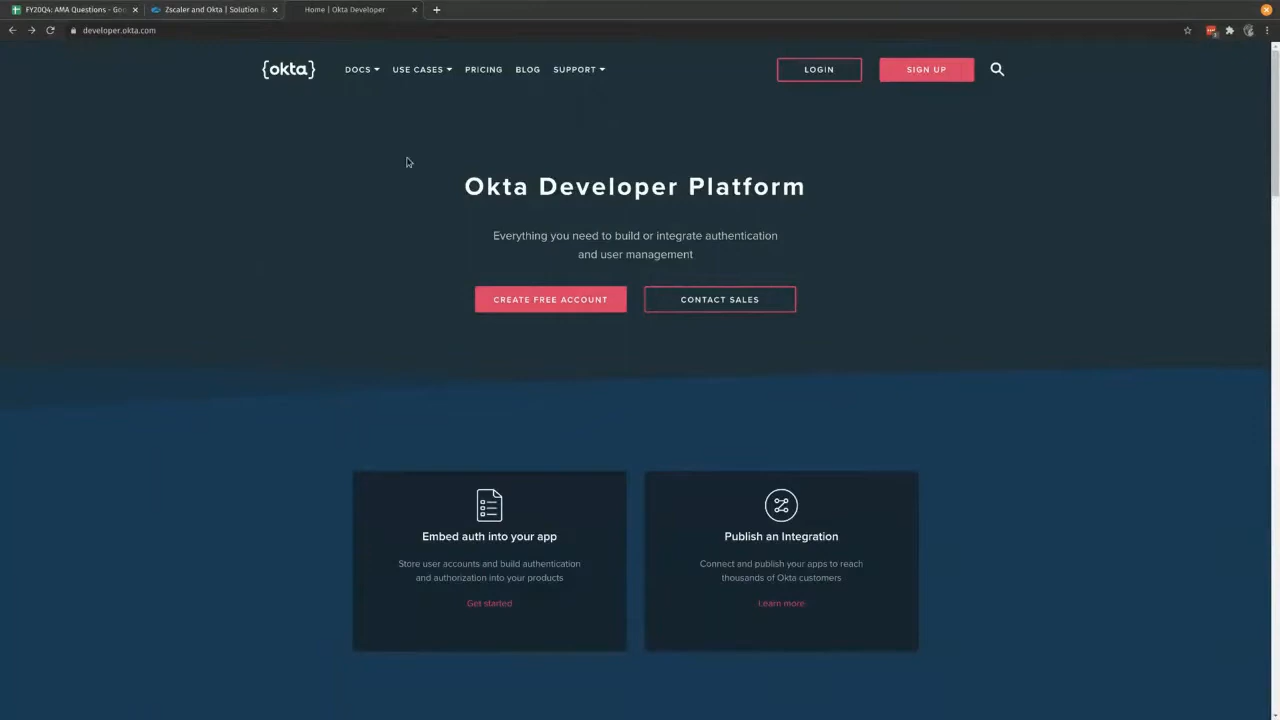 FY20Q4: AMA Questions - Goo
Zscaler and Okta | Solution B
Home | Okta Developer
developer.okta.com
{okta}
DOCS
USE CASES
PRICING
BLOG
SUPPORT
LOGIN
SIGN UP
Okta Developer Platform
Everything you need to build or integrate authentication
and user management
CREATE FREE ACCOUNT
CONTACT SALES
Embed auth into your app
Store user accounts and build authentication
and authorization into your products
Get started
Publish an Integration
Connect and publish your apps to reach
thousands of Okta customers
Learn more